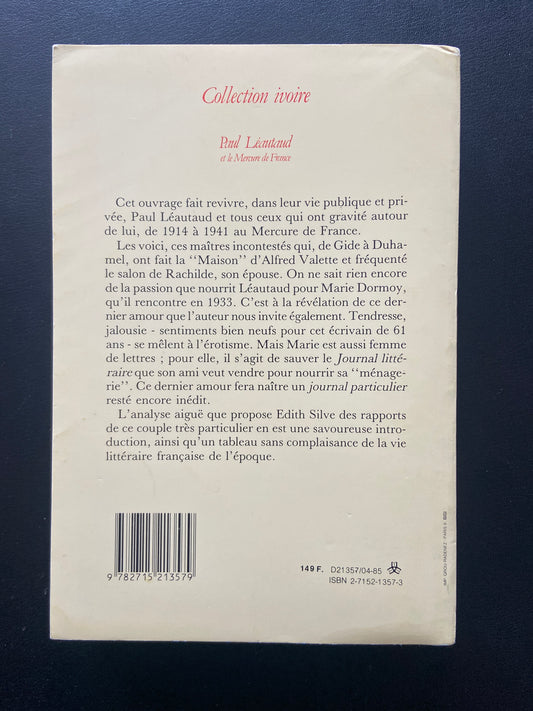 Collection ivoire
Paul Léautaud
et le Mercure de France
Cet ouvrage fait revivre, dans leur vie publique et pri-
vée, Paul Léautaud et tous ceux qui ont gravité autour
de lui, de 1914 à 1941 au Mercure de France.
Les voici, ces maîtres incontestés qui, de Gide à Duha-
mel, ont fait la ‘‘Maison’’ d’Alfred Valette et fréquenté
le salon de Rachilde, son épouse. On ne sait rien encore
de la passion que nourrit Léautaud pour Marie Dormoy,
qu’il rencontre en 1933. C’est à la révélation de ce der-
nier amour que l’auteur nous invite également. Tendresse,
jalousie - sentiments bien neufs pour cet écrivain de 61
ans - se mêlent à l’érotisme. Mais Marie est aussi femme
de lettres ; pour elle, il s’agit de sauver le Journal litté-
raire que son ami veut vendre pour nourrir sa ‘‘ménage-
rie’’. Ce dernier amour fera naître un journal particulier
resté encore inédit.
L’analyse aiguë que propose Edith Silve des rapports
de ce couple très particulier en est une savoureuse intro-
duction, ainsi qu’un tableau sans complaisance de la vie
littéraire française de l’époque.
9 782715 213579
149 F. D21357/04-85
ISBN 2-7152-1357-3
IMP. GROU-RADENEZ - PARIS 6